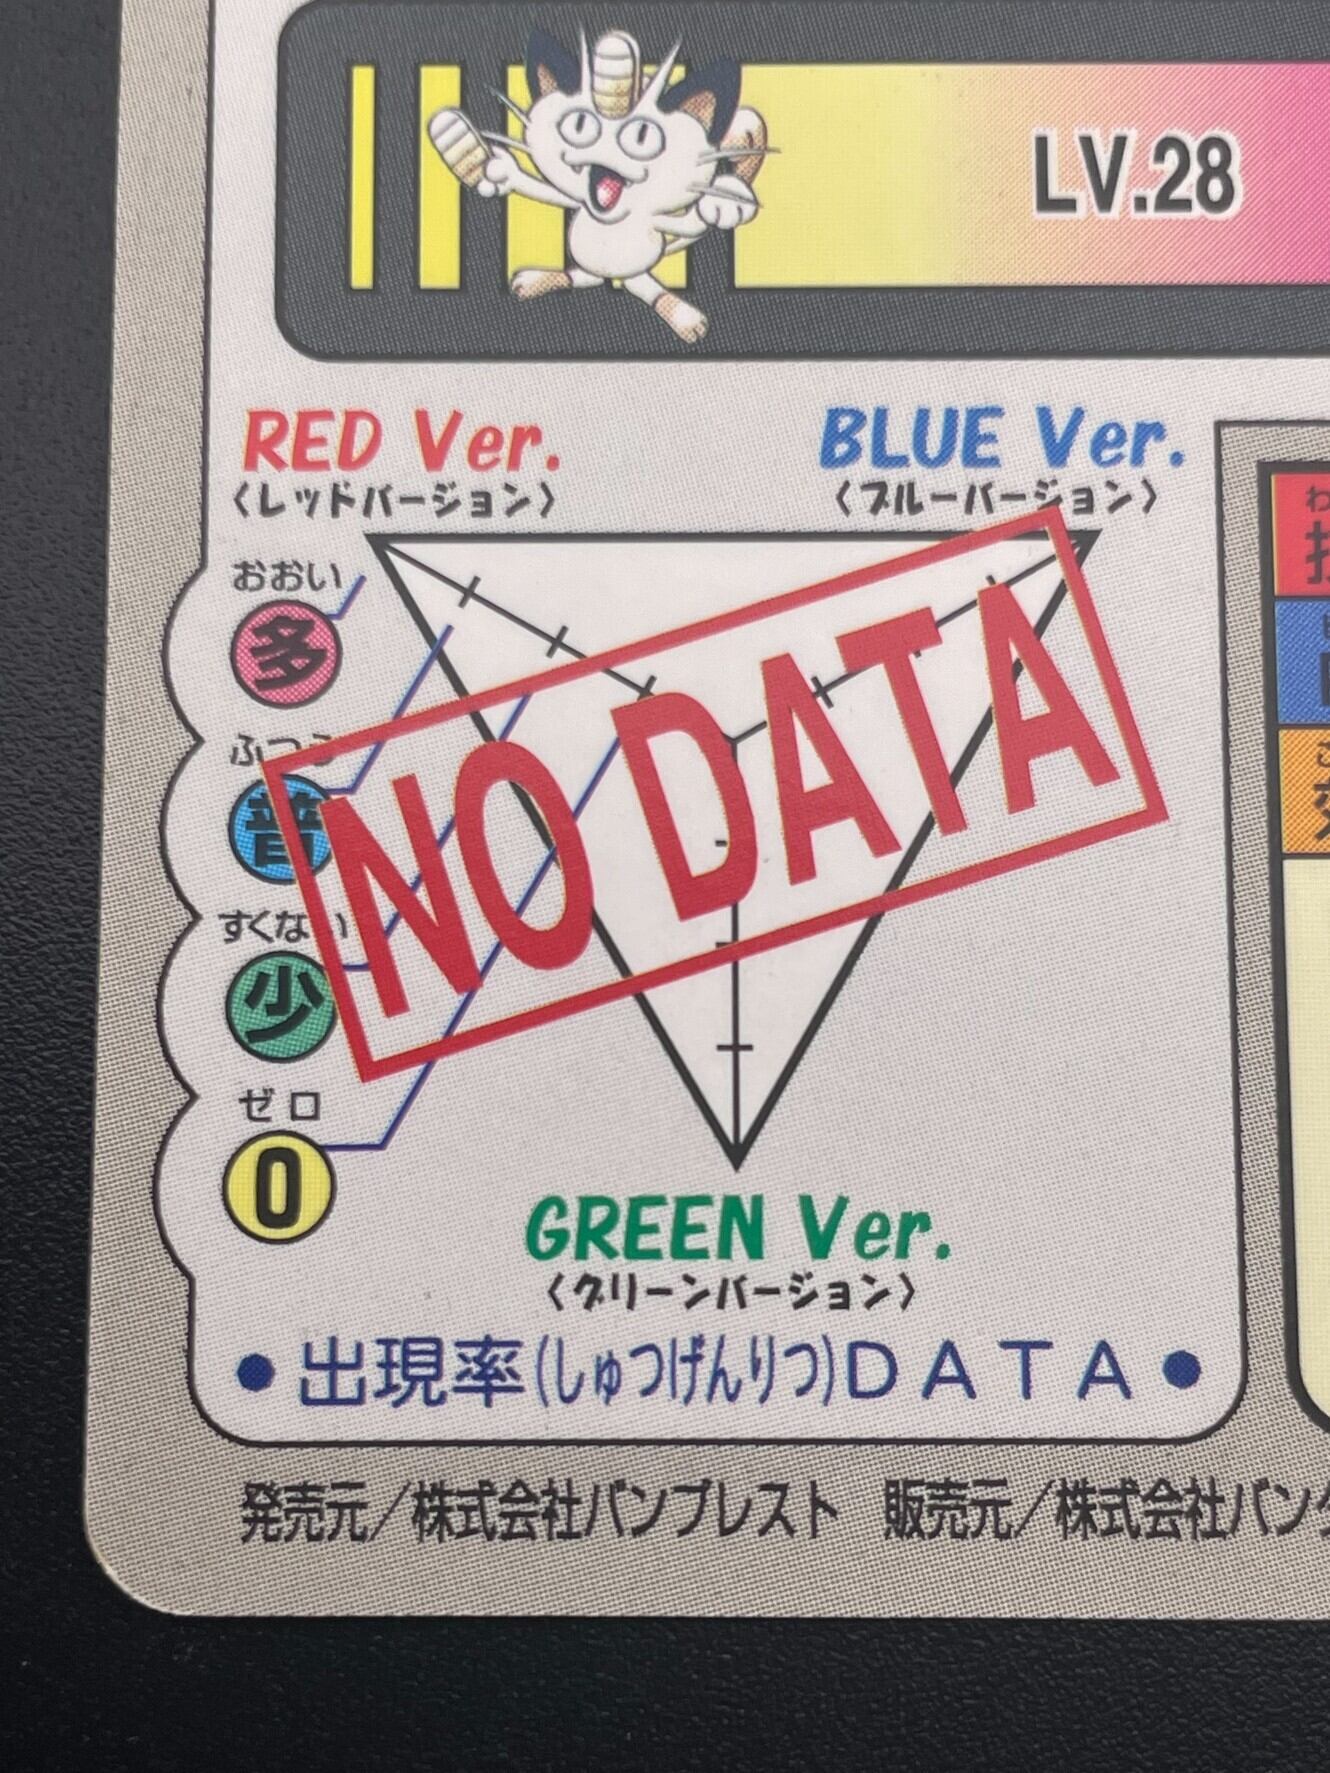 LV.28
RED Ver.
〈レッドバージョン〉
BLUE Ver.
〈ブルーバージョン〉
わ
おおい
多
NO DATA
ふつう
普
すくない
少
ゼロ
0
GREEN Ver.
〈グリーンバージョン〉
●出現率(しゅつげんりつ)DATA●
発売元／株式会社バンプレスト 販売元／株式会社バン